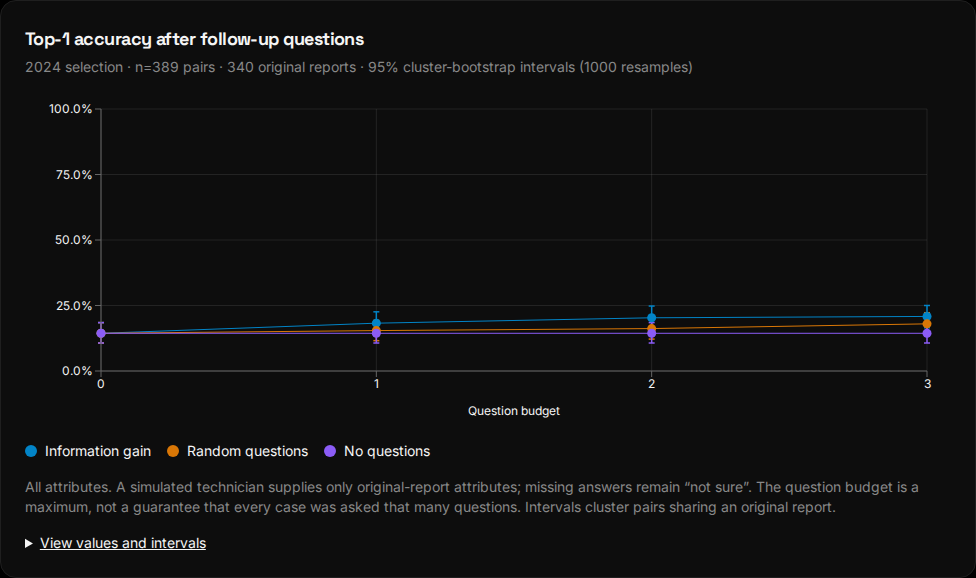 Top-1 accuracy after follow-up questions
2024 selection · n=389 pairs · 340 original reports · 95% cluster-bootstrap intervals (1000 resamples)
100.0%
75.0%
50.0%
25.0%
0.0%
0 1 2 3
Question budget
Information gain Random questions No questions
All attributes. A simulated technician supplies only original-report attributes; missing answers remain “not sure”. The question budget is a
maximum, not a guarantee that every case was asked that many questions. Intervals cluster pairs sharing an original report.
View values and intervals